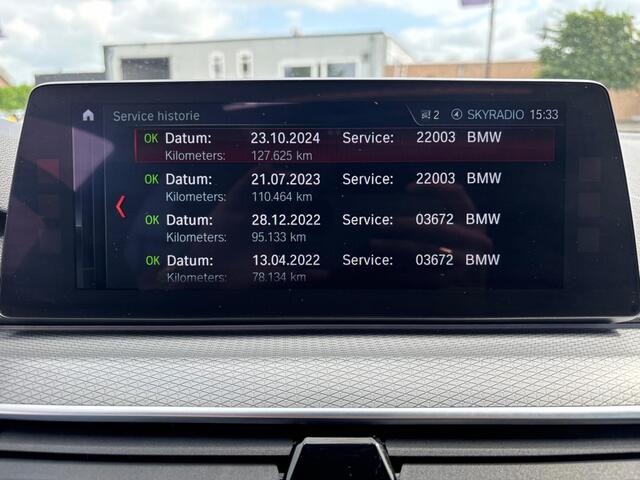 Service historie 2 SKYRADIO 15:33
OK Datum: 23.10.2024 Service: 22003 BMW
Kilometers: 127.625 km
OK Datum: 21.07.2023 Service: 22003 BMW
Kilometers: 110.464 km
OK Datum: 28.12.2022 Service: 03672 BMW
Kilometers: 95.133 km
OK Datum: 13.04.2022 Service: 03672 BMW
Kilometers: 78.134 km